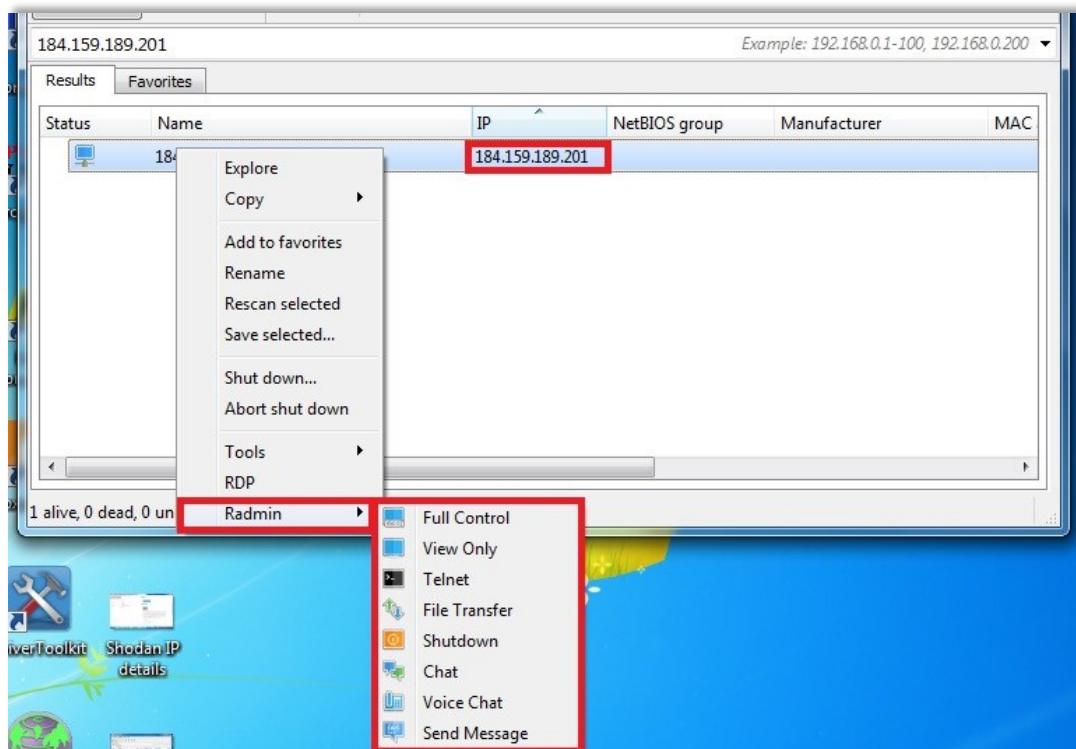 184.159.189.201 Example: 192.168.0.1-100, 192.168.0.200
Results Favorites
Status Name IP NetBIOS group Manufacturer MAC
184 184.159.189.201
Explore
Copy
Add to favorites
Rename
Rescan selected
Save selected...
Shut down...
Abort shut down
Tools
RDP
Radmin
1 alive, 0 dead, 0 un
Full Control
View Only
Telnet
File Transfer
Shutdown
Chat
Voice Chat
Send Message
iverToolkit Shodan IP
details